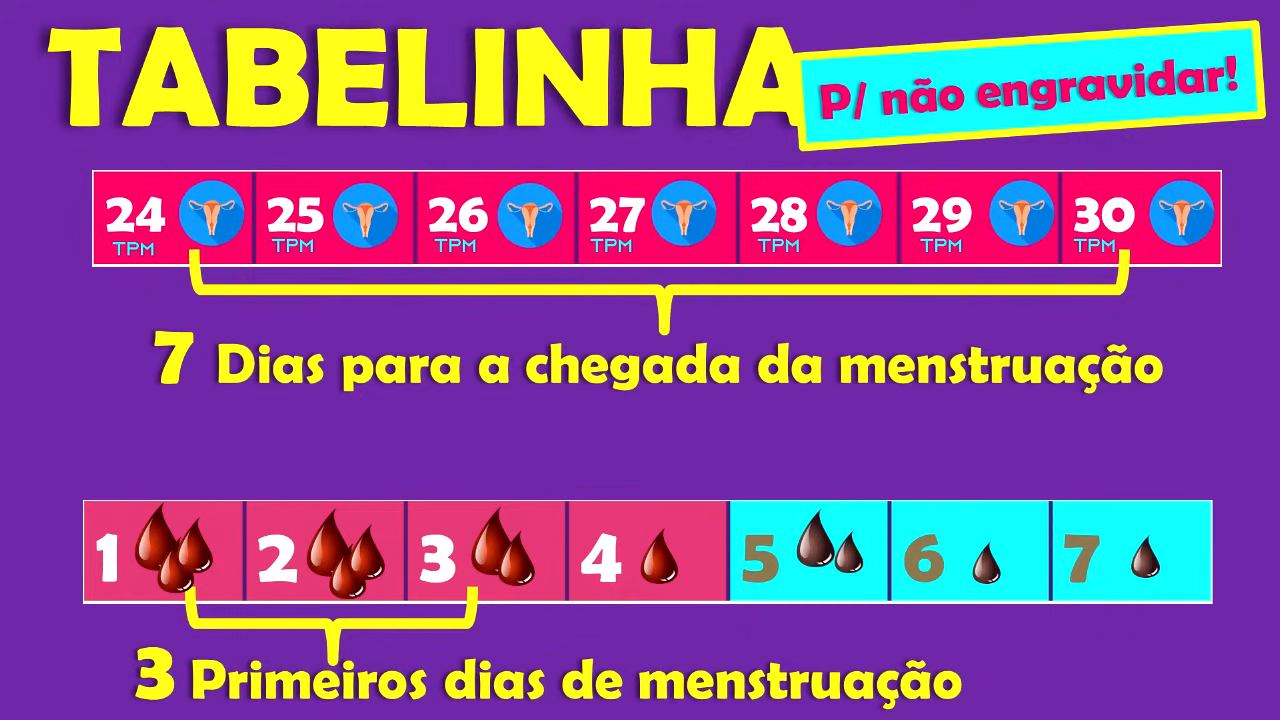 TABELINHA
P/ não engravidar!
24 25 26 27 28 29 30
TPM TPM TPM TPM TPM TPM TPM
7 Dias para a chegada da menstruação
1 2 3 4 5 6 7
3 Primeiros dias de menstruação